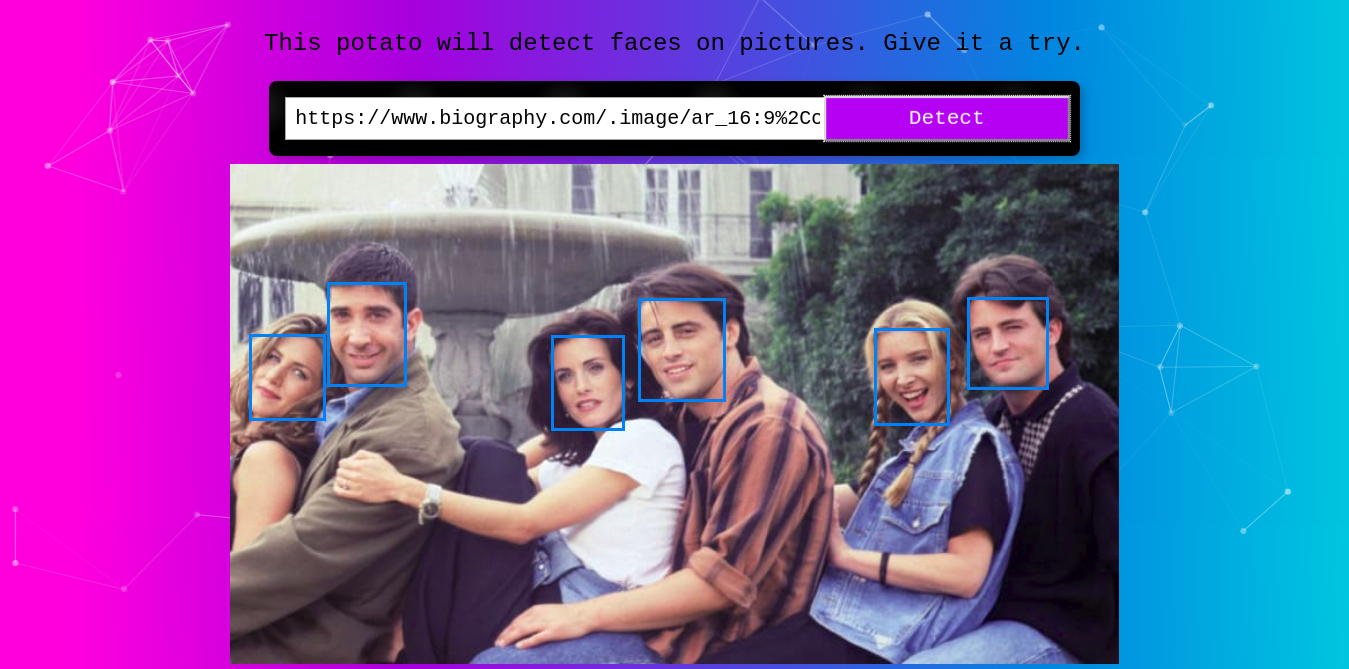 This potato will detect faces on pictures. Give it a try.
https://www.biography.com/.image/ar_16:9%2Cc
Detect